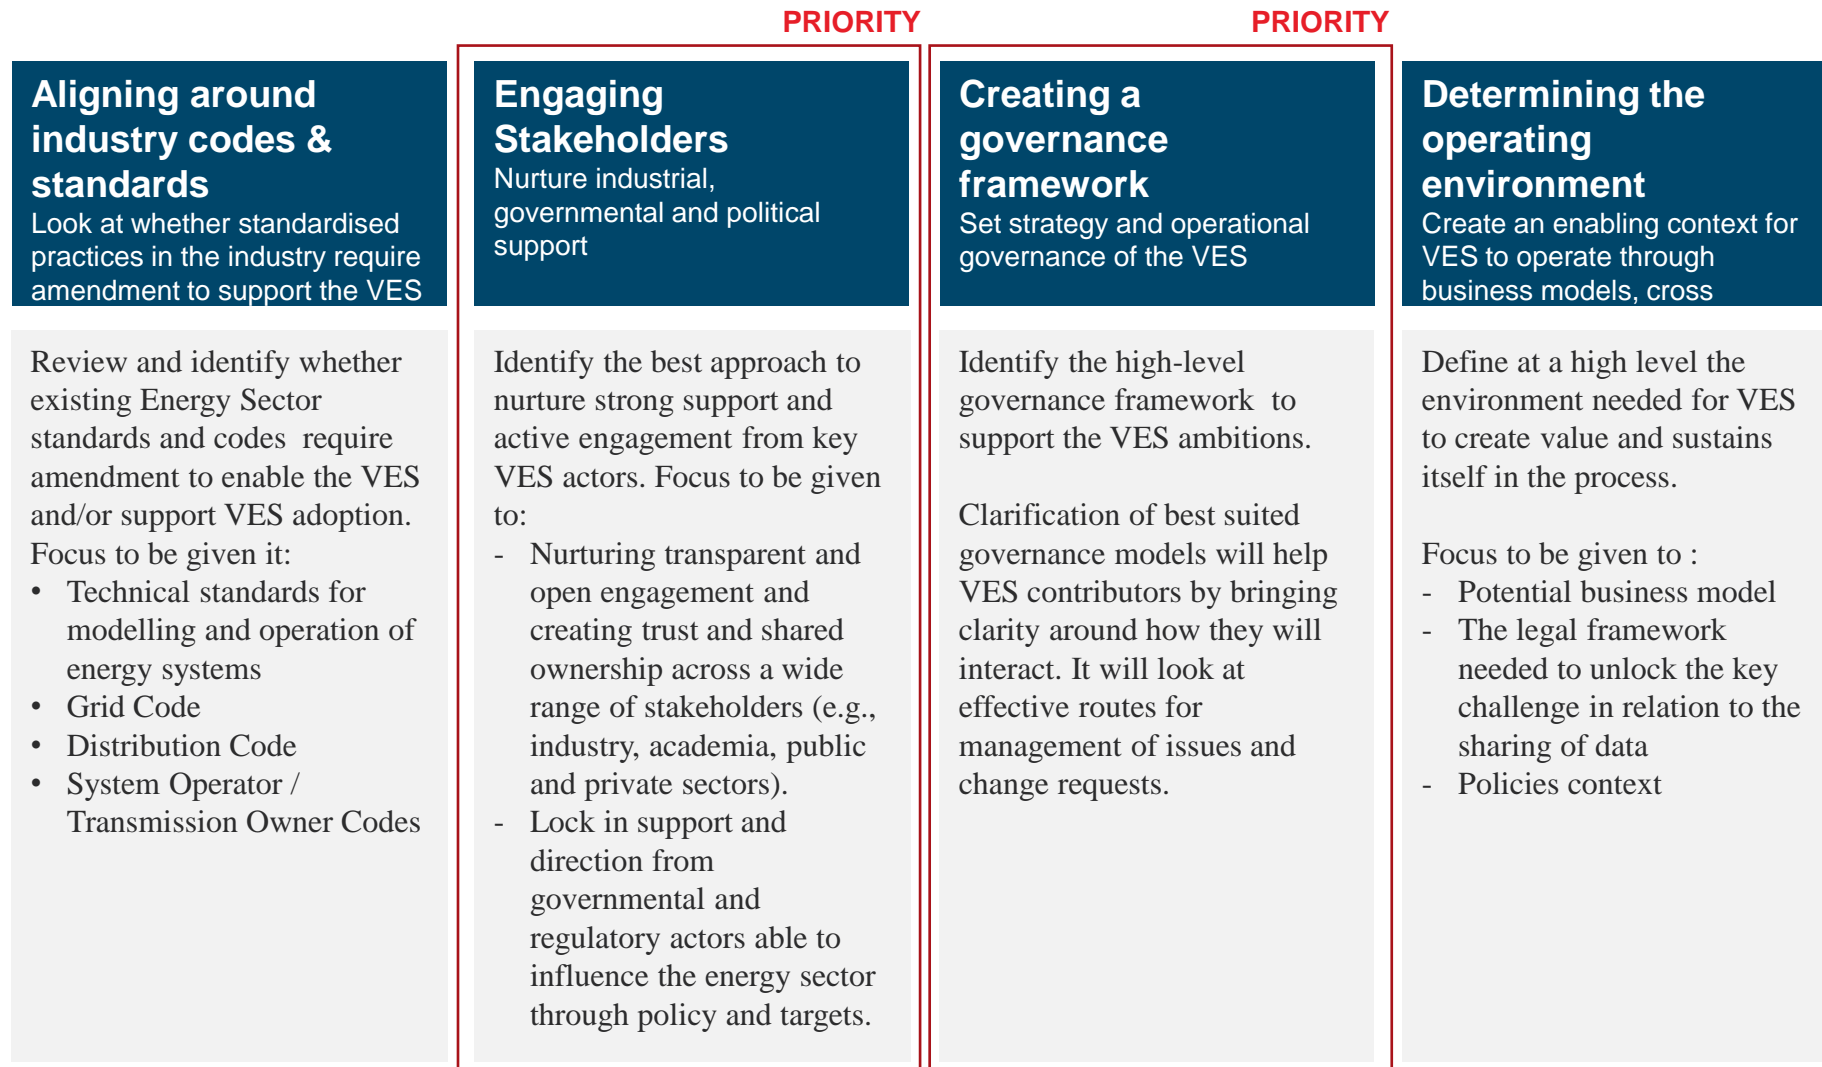 PRIORITY
PRIORITY
Aligning around
industry codes &
standards
Look at whether standardised
practices in the industry require
amendment to support the VES
Review and identify whether
existing Energy Sector
standards and codes  require
amendment to enable the VES
and/or support VES adoption.
Focus to be given it:
• Technical standards for
modelling and operation of
energy systems
• Grid Code
• Distribution Code
• System Operator /
Transmission Owner Codes
Engaging
Stakeholders
Nurture industrial,
governmental and political
support
Identify the best approach to
nurture strong support and
active engagement from key
VES actors. Focus to be given
to:
- Nurturing transparent and
open engagement and
creating trust and shared
ownership across a wide
range of stakeholders (e.g.,
industry, academia, public
and private sectors).
- Lock in support and
direction from
governmental and
regulatory actors able to
influence the energy sector
through policy and targets.
Creating a
governance
framework
Set strategy and operational
governance of the VES
Identify the high-level
governance framework  to
support the VES ambitions.
Clarification of best suited
governance models will help
VES contributors by bringing
clarity around how they will
interact. It will look at
effective routes for
management of issues and
change requests.
Determining the
operating
environment
Create an enabling context for
VES to operate through
business models, cross
Define at a high level the
environment needed for VES
to create value and sustains
itself in the process.
Focus to be given to :
- Potential business model
- The legal framework
needed to unlock the key
challenge in relation to the
sharing of data
- Policies context